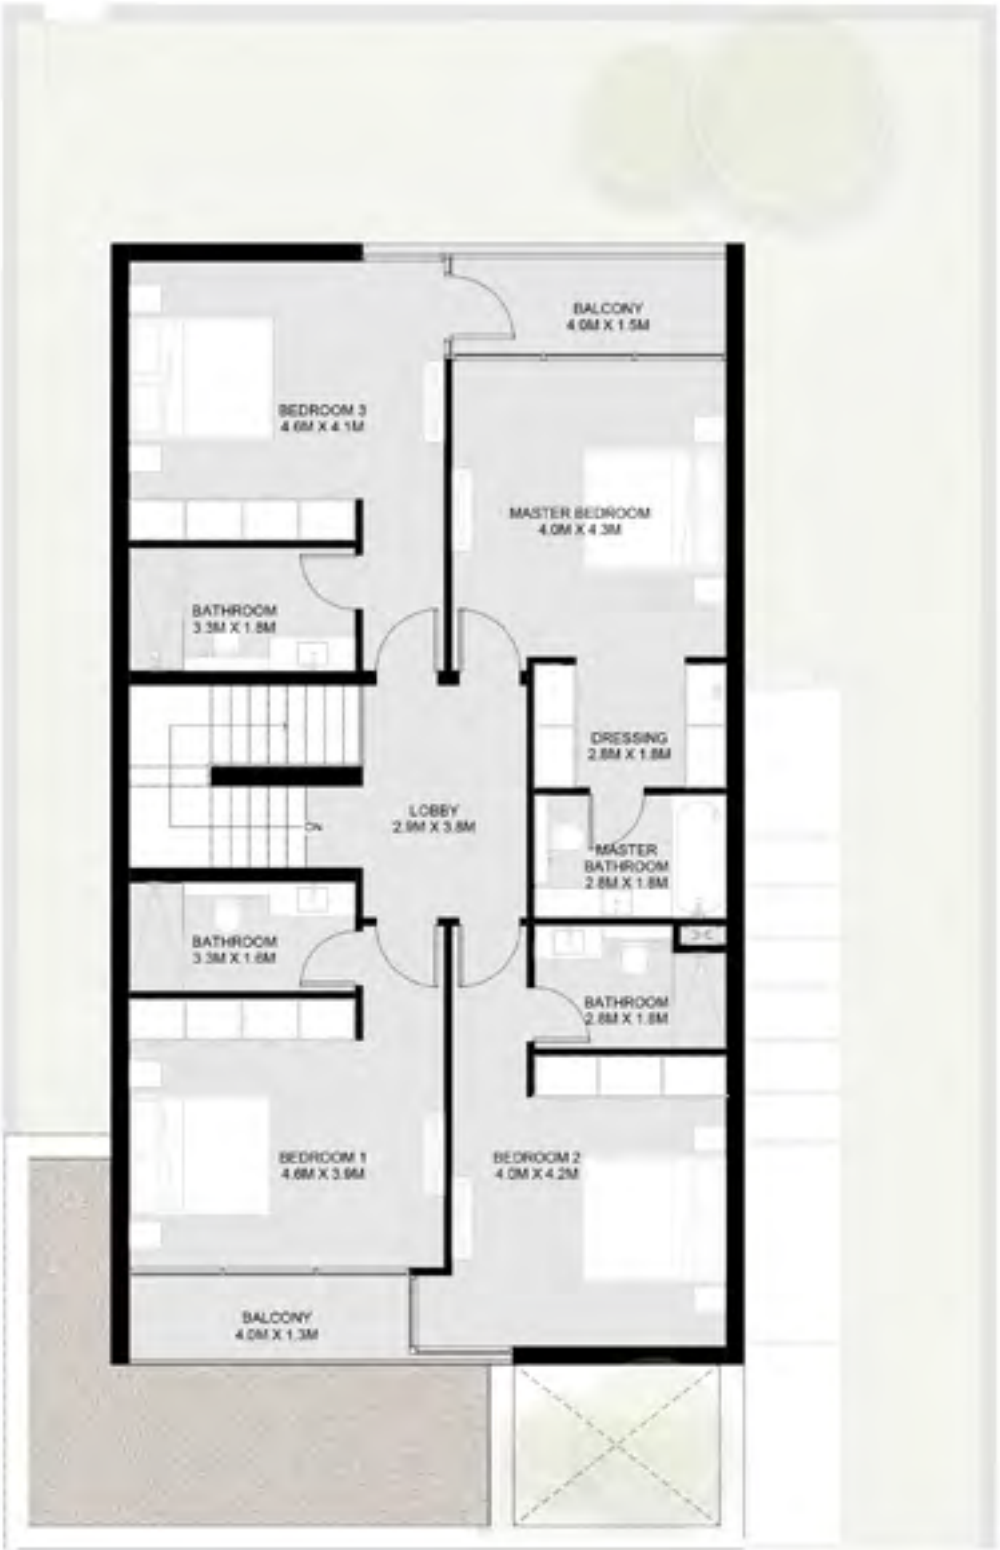 BALCONY
4.0M X 1.5M
BEDROOM 3
4.6M X 4.1M
MASTER BEDROOM
4.0M X 4.3M
BATHROOM
3.3M X 1.8M
DRESSING
2.8M X 1.8M
LOBBY
2.9M X 3.8M
DN
MASTER
BATHROOM
2.8M X 1.8M
BATHROOM
3.3M X 1.6M
BATHROOM
2.8M X 1.8M
BEDROOM 1
4.6M X 3.9M
BEDROOM 2
4.0M X 4.2M
BALCONY
4.0M X 1.3M